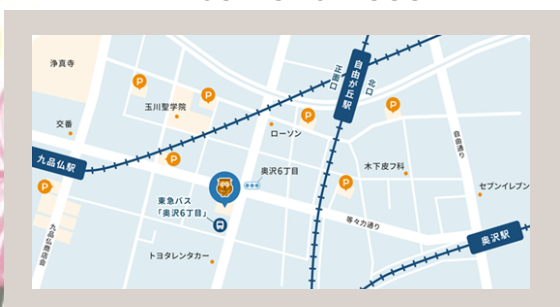 浄真寺
自由が丘駅
正面口
北口
P
P
P
P
玉川聖学院
交番
ローソン
自由通り
九品仏駅
P
奥沢6丁目
木下皮フ科
P
P
セブンイレブン
東急バス
「奥沢6丁目」
等々力通り
九品仏商店会
奥沢駅
トヨタレンタカー